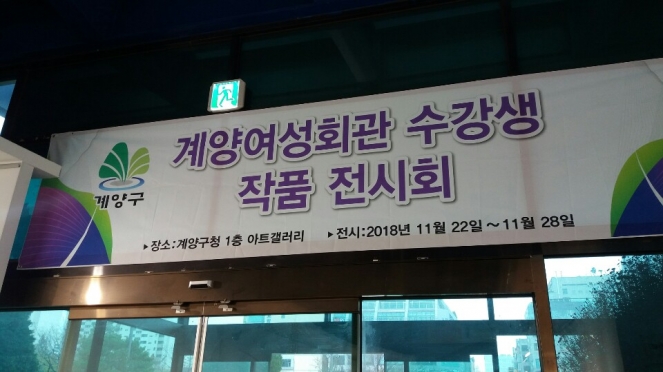 계양여성회관 수강생
작품 전시회
계양구
▶장소:계양구청 1층 아트갤러리 ▶전시:2018년 11월 22일~11월 28일